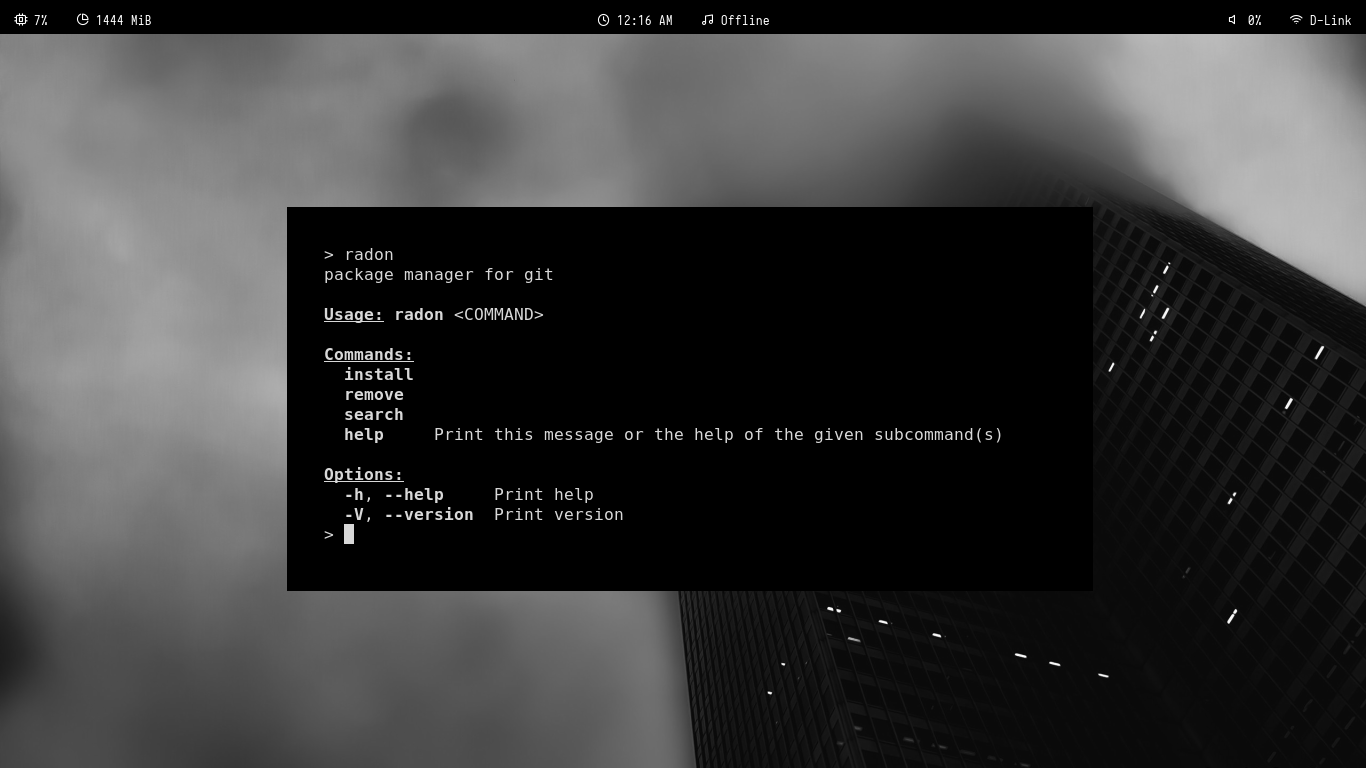 7% 1444 MiB 12:16 AM Offline 0% D-Link
> radon
package manager for git
Usage: radon <COMMAND>
Commands:
install
remove
search
help Print this message or the help of the given subcommand(s)
Options:
-h, --help Print help
-V, --version Print version
>